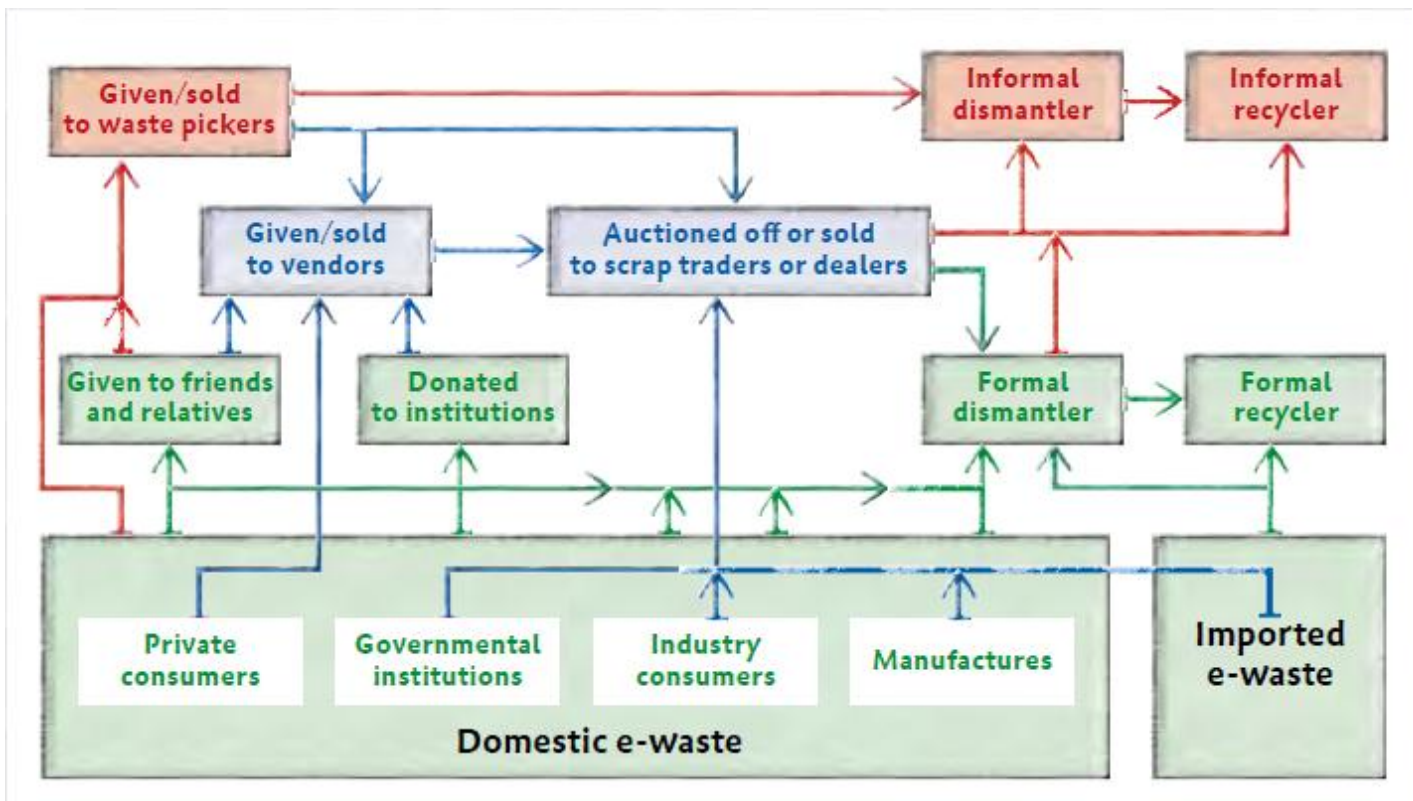 Given/sold
to waste pickers
Informal
dismantler
Informal
recycler
Given/sold
to vendors
Auctioned off or sold
to scrap traders or dealers
Given to friends
and relatives
Donated
to institutions
Formal
dismantler
Formal
recycler
Private
consumers
Governmental
institutions
Industry
consumers
Manufactures
Imported
e-waste
Domestic e-waste